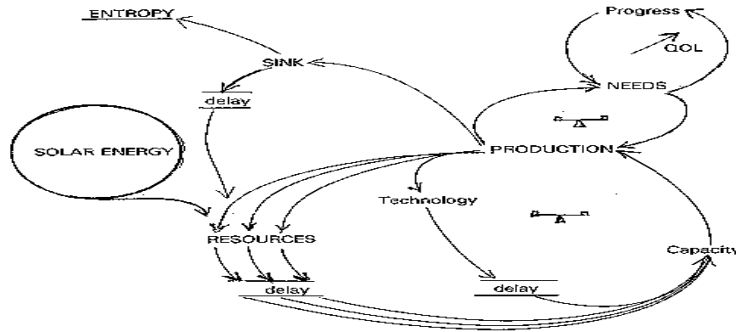 ENTROPY
Progress
QOL
SINK
NEEDS
delay
SOLAR ENERGY
PRODUCTION
Technology
RESOURCES
Capacity
delay
delay